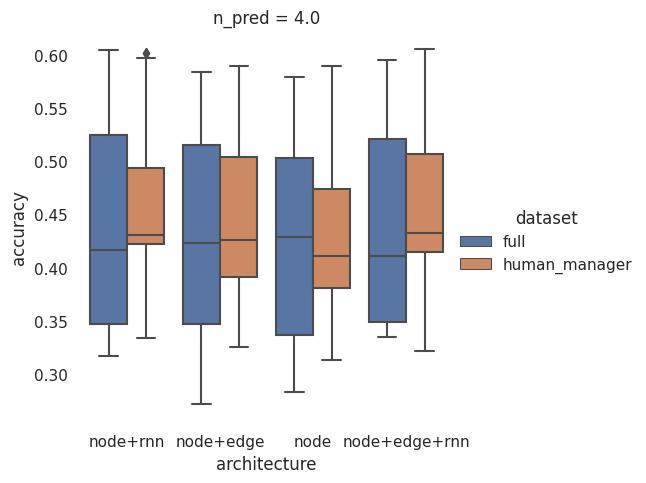 n_pred = 4.0
0.60
0.55
0.50
0.45
0.40
0.35
0.30
accuracy
node+rnn node+edge node node+edge+rnn
architecture
dataset
full
human_manager